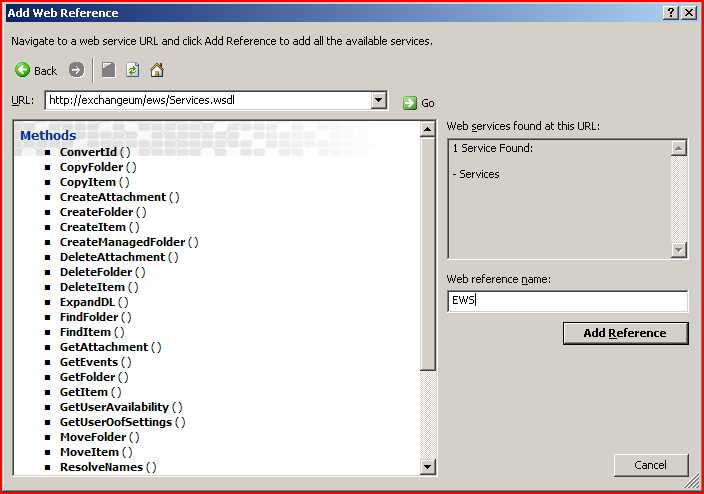 Add Web Reference
Navigate to a web service URL and click Add Reference to add all the available services.
Back
URL: http://exchangeum/ews/Services.wsdl
Go
Methods
ConvertId ()
CopyFolder ()
CopyItem ()
CreateAttachment ()
CreateFolder ()
CreateItem ()
CreateManagedFolder ()
DeleteAttachment ()
DeleteFolder ()
DeleteItem ()
ExpandDL ()
FindFolder ()
FindItem ()
GetAttachment ()
GetEvents ()
GetFolder ()
GetItem ()
GetUserAvailability ()
GetUserOofSettings ()
MoveFolder ()
MoveItem ()
ResolveNames ()
Web services found at this URL:
1 Service Found:
- Services
Web reference name:
EWS
Add Reference
Cancel